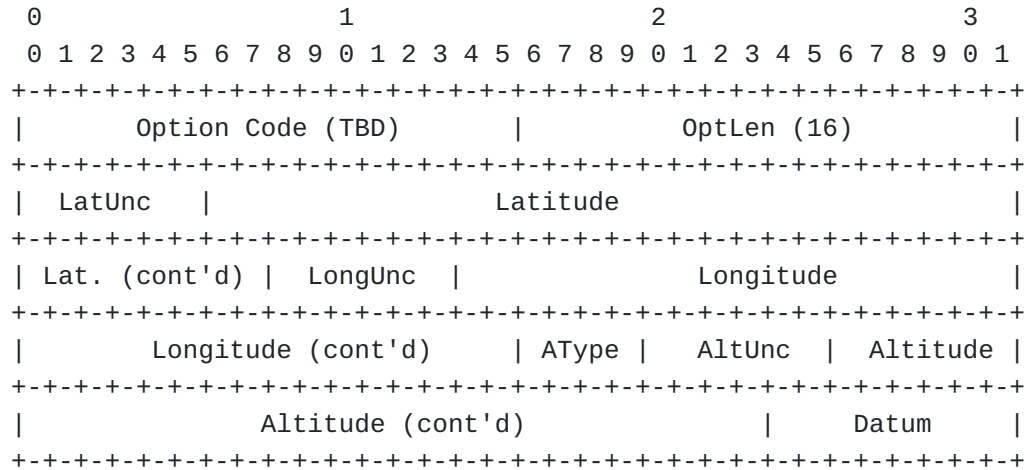 0                   1                   2                   3
 0 1 2 3 4 5 6 7 8 9 0 1 2 3 4 5 6 7 8 9 0 1 2 3 4 5 6 7 8 9 0 1
+-+-+-+-+-+-+-+-+-+-+-+-+-+-+-+-+-+-+-+-+-+-+-+-+-+-+-+-+-+-+-+-+
|       Option Code (TBD)       |          OptLen (16)          |
+-+-+-+-+-+-+-+-+-+-+-+-+-+-+-+-+-+-+-+-+-+-+-+-+-+-+-+-+-+-+-+-+
|  LatUnc   |                  Latitude                         |
+-+-+-+-+-+-+-+-+-+-+-+-+-+-+-+-+-+-+-+-+-+-+-+-+-+-+-+-+-+-+-+-+
| Lat. (cont'd) |  LongUnc  |               Longitude           |
+-+-+-+-+-+-+-+-+-+-+-+-+-+-+-+-+-+-+-+-+-+-+-+-+-+-+-+-+-+-+-+-+
|        Longitude (cont'd)     | AType |   AltUnc  |  Altitude |
+-+-+-+-+-+-+-+-+-+-+-+-+-+-+-+-+-+-+-+-+-+-+-+-+-+-+-+-+-+-+-+-+
|               Altitude (cont'd)               |     Datum     |
+-+-+-+-+-+-+-+-+-+-+-+-+-+-+-+-+-+-+-+-+-+-+-+-+-+-+-+-+-+-+-+-+